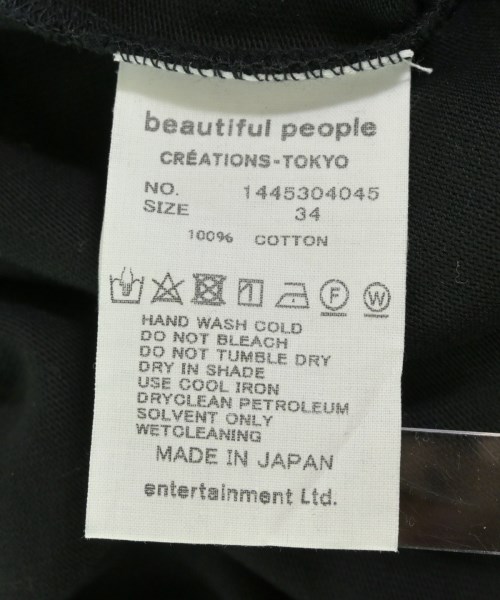 beautiful people
CRÉATIONS-TOKYO
NO. 1445304045
SIZE 34
100% COTTON
F W
HAND WASH COLD
DO NOT BLEACH
DO NOT TUMBLE DRY
DRY IN SHADE
USE COOL IRON
DRYCLEAN PETROLEUM
SOLVENT ONLY
WETCLEANING
MADE IN JAPAN
entertainment Ltd.